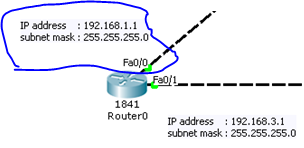 IP address : 192.168.1.1
subnet mask : 255.255.255.0
Fa0/0
Fa0/1
1841
Router0
IP address : 192.168.3.1
subnet mask : 255.255.255.0